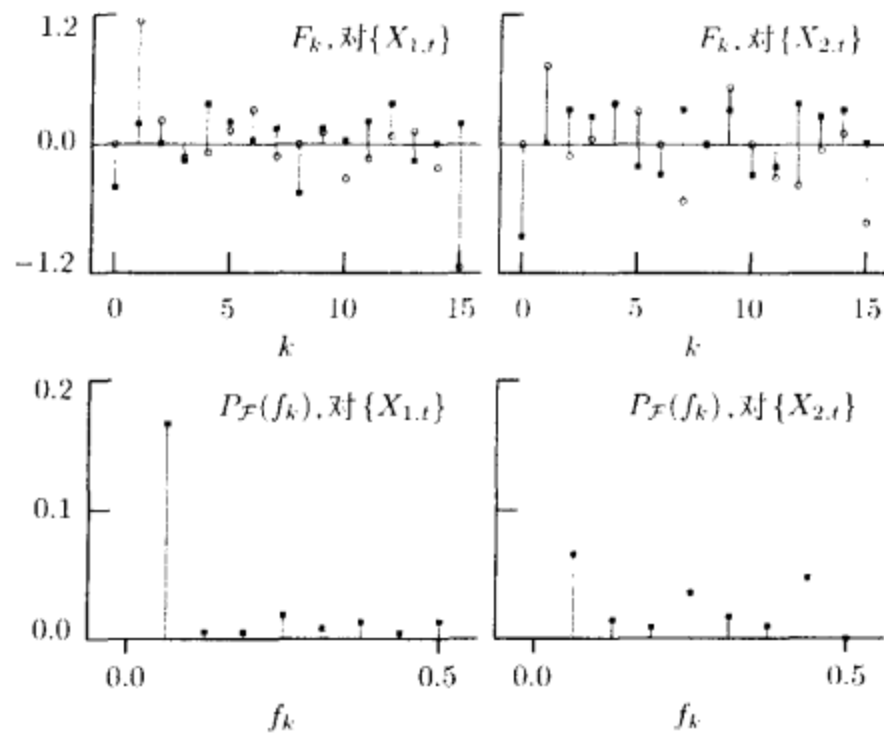 1.2
0.0
-1.2
F_k, 对{X_{1.t}}
0 5 10 15
k
F_k, 对{X_{2.t}}
0 5 10 15
k
0.2
0.1
0.0
P_𝓕(f_k), 对{X_{1.t}}
0.0 0.5
f_k
P_𝓕(f_k), 对{X_{2.t}}
0.0 0.5
f_k